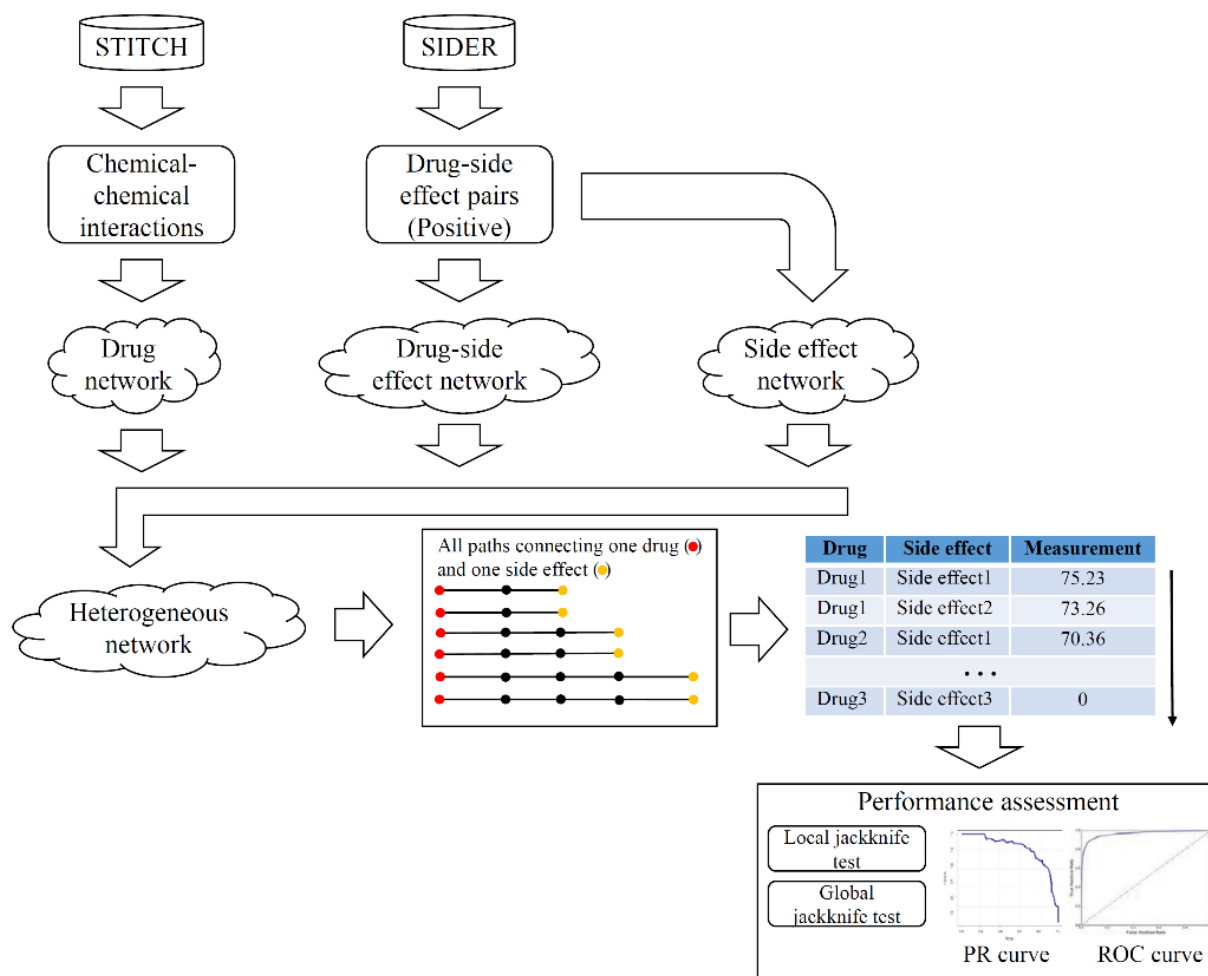 STITCH
SIDER
Chemical-
chemical
interactions
Drug-side
effect pairs
(Positive)
Drug
network
Drug-side
effect network
Side effect
network
Heterogeneous
network
All paths connecting one drug ( )
and one side effect ( )
Drug Side effect Measurement
Drug1 Side effect1 75.23
Drug1 Side effect2 73.26
Drug2 Side effect1 70.36
...
Drug3 Side effect3 0
Performance assessment
Local jackknife
test
Global
jackknife test
PR curve
ROC curve